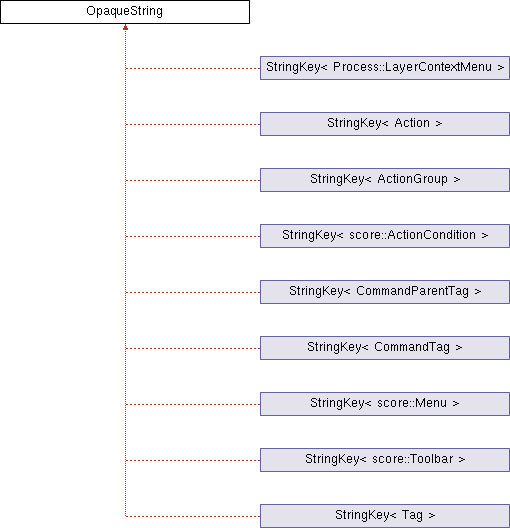 OpaqueString
StringKey< Process::LayerContextMenu >
StringKey< Action >
StringKey< ActionGroup >
StringKey< score::ActionCondition >
StringKey< CommandParentTag >
StringKey< CommandTag >
StringKey< score::Menu >
StringKey< score::Toolbar >
StringKey< Tag >